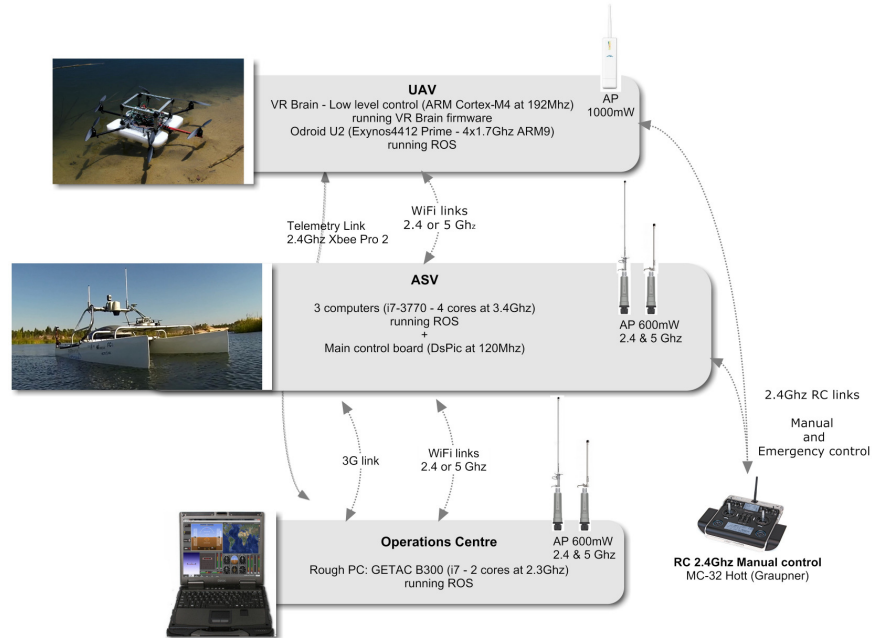 UAV
VR Brain - Low level control (ARM Cortex-M4 at 192Mhz)
running VR Brain firmware
Odroid U2 (Exynos4412 Prime - 4x1.7Ghz ARM9)
running ROS
AP
1000mW
Telemetry Link
2.4Ghz Xbee Pro 2
WiFi links
2.4 or 5 Ghz
ASV
3 computers (i7-3770 - 4 cores at 3.4Ghz)
running ROS
+
Main control board (DsPic at 120Mhz)
AP 600mW
2.4 & 5 Ghz
2.4Ghz RC links
Manual
and
Emergency control
3G link
WiFi links
2.4 or 5 Ghz
Operations Centre
Rough PC: GETAC B300 (i7 - 2 cores at 2.3Ghz)
running ROS
AP 600mW
2.4 & 5 Ghz
RC 2.4Ghz Manual control
MC-32 Hott (Graupner)